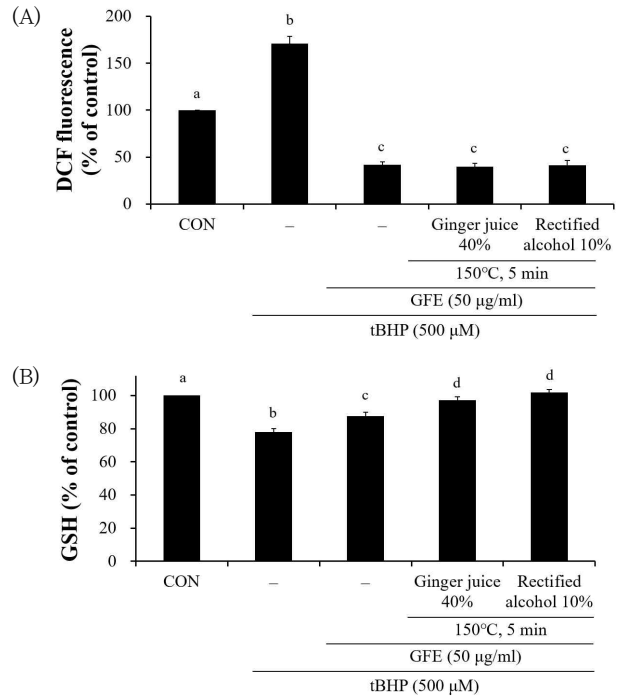 (A)
DCF fluorescence
(% of control)
200
150
100
50
0
a
b
c
c
c
CON
–
–
Ginger juice
40%
Rectified
alcohol 10%
150°C, 5 min
GFE (50 μg/ml)
tBHP (500 μM)
(B)
GSH (% of control)
100
80
60
40
20
0
a
b
c
d
d
CON
–
–
Ginger juice
40%
Rectified
alcohol 10%
150°C, 5 min
GFE (50 μg/ml)
tBHP (500 μM)